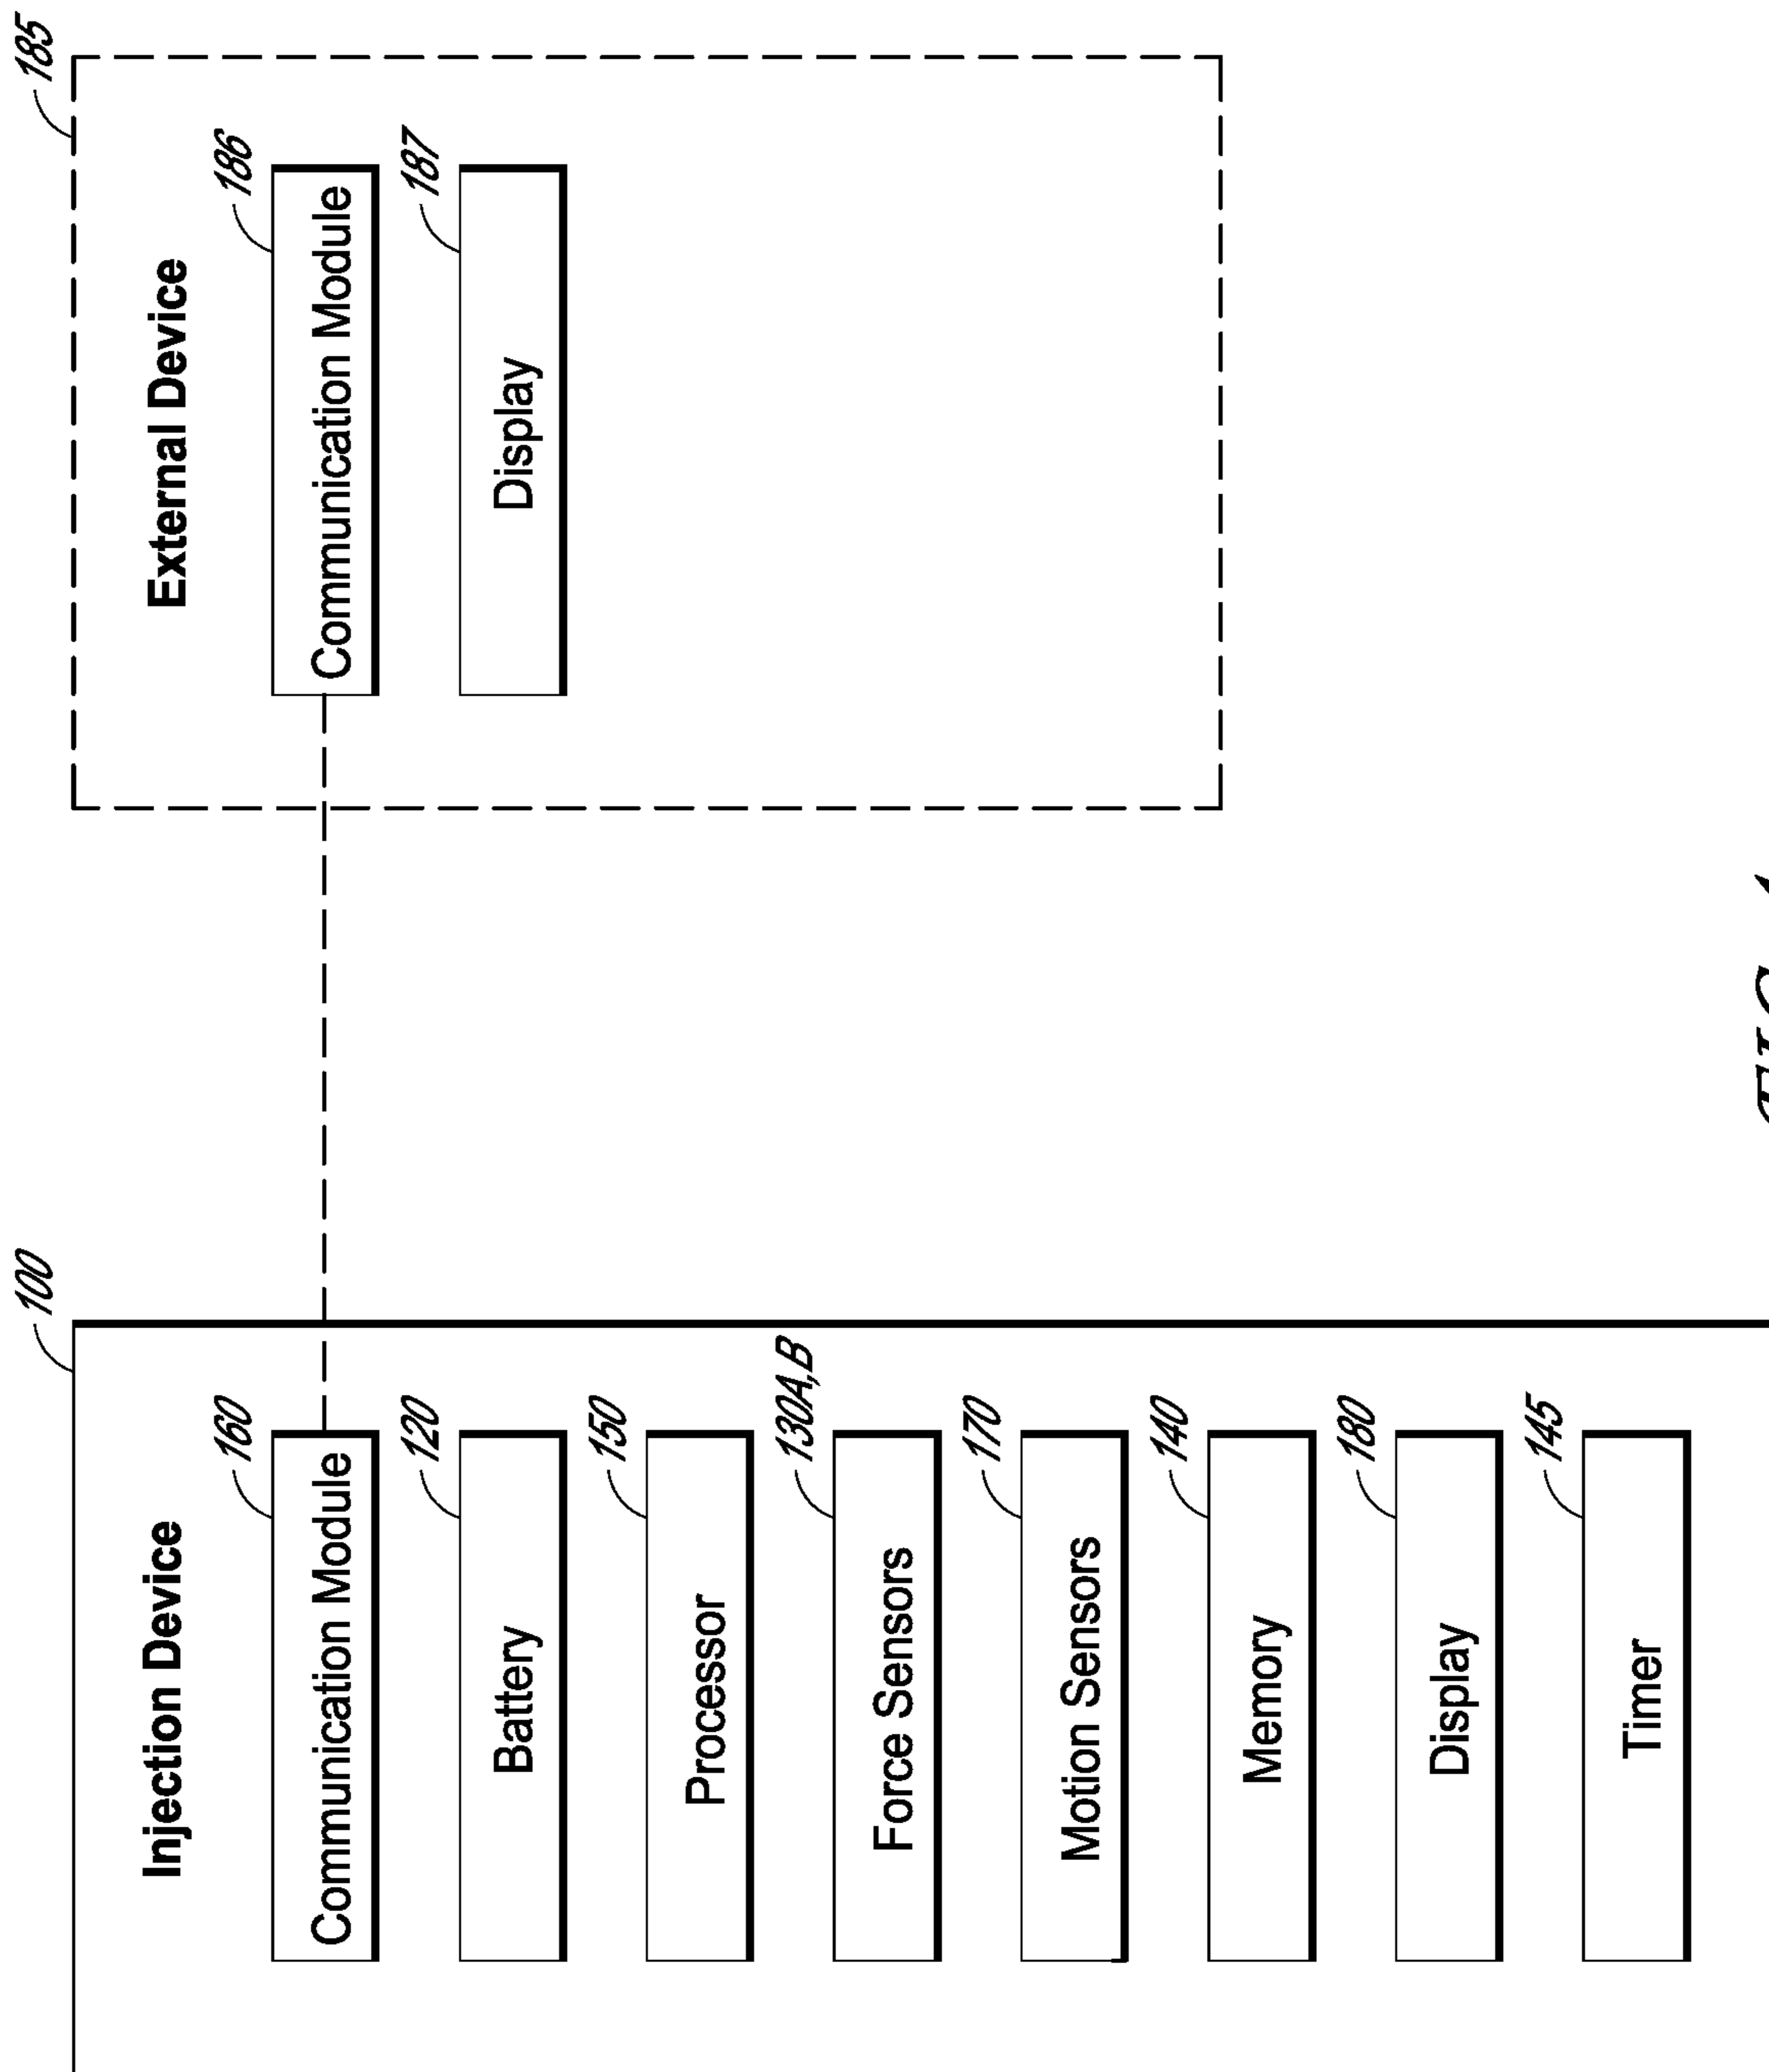 100
Injection Device
160
Communication Module
120
Battery
150
Processor
130A,B
Force Sensors
170
Motion Sensors
140
Memory
180
Display
145
Timer
185
External Device
186
Communication Module
187
Display